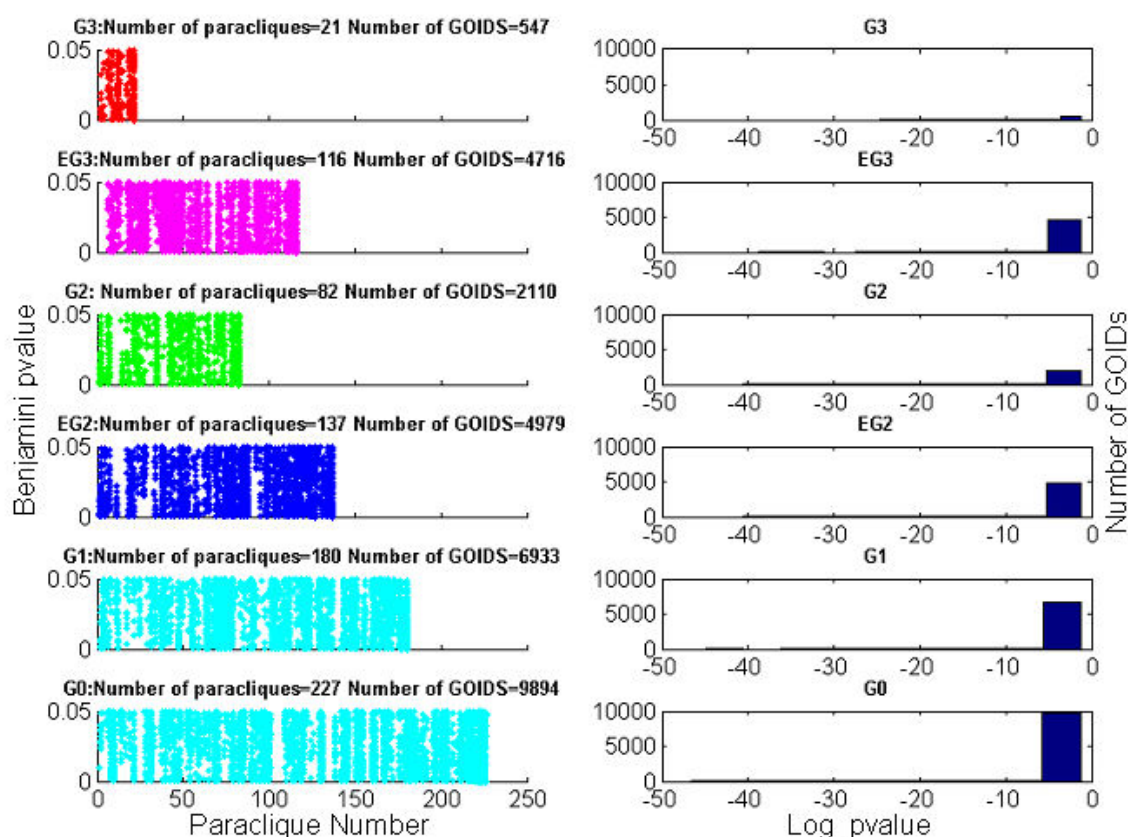 G3:Number of paracliques=21 Number of GOIDS=547
0.05
0
G3
10000
5000
0
-50 -40 -30 -20 -10 0
EG3:Number of paracliques=116 Number of GOIDS=4716
0.05
0
EG3
10000
5000
0
-50 -40 -30 -20 -10 0
G2: Number of paracliques=82 Number of GOIDS=2110
0.05
0
G2
10000
5000
0
-50 -40 -30 -20 -10 0
EG2:Number of paracliques=137 Number of GOIDS=4979
0.05
0
EG2
10000
5000
0
-50 -40 -30 -20 -10 0
G1:Number of paracliques=180 Number of GOIDS=6933
0.05
0
G1
10000
5000
0
-50 -40 -30 -20 -10 0
G0:Number of paracliques=227 Number of GOIDS=9894
0.05
0
0 50 100 150 200 250
G0
10000
5000
0
-50 -40 -30 -20 -10 0
Benjamini pvalue
Paraclique Number
Number of GOIDs
Log pvalue